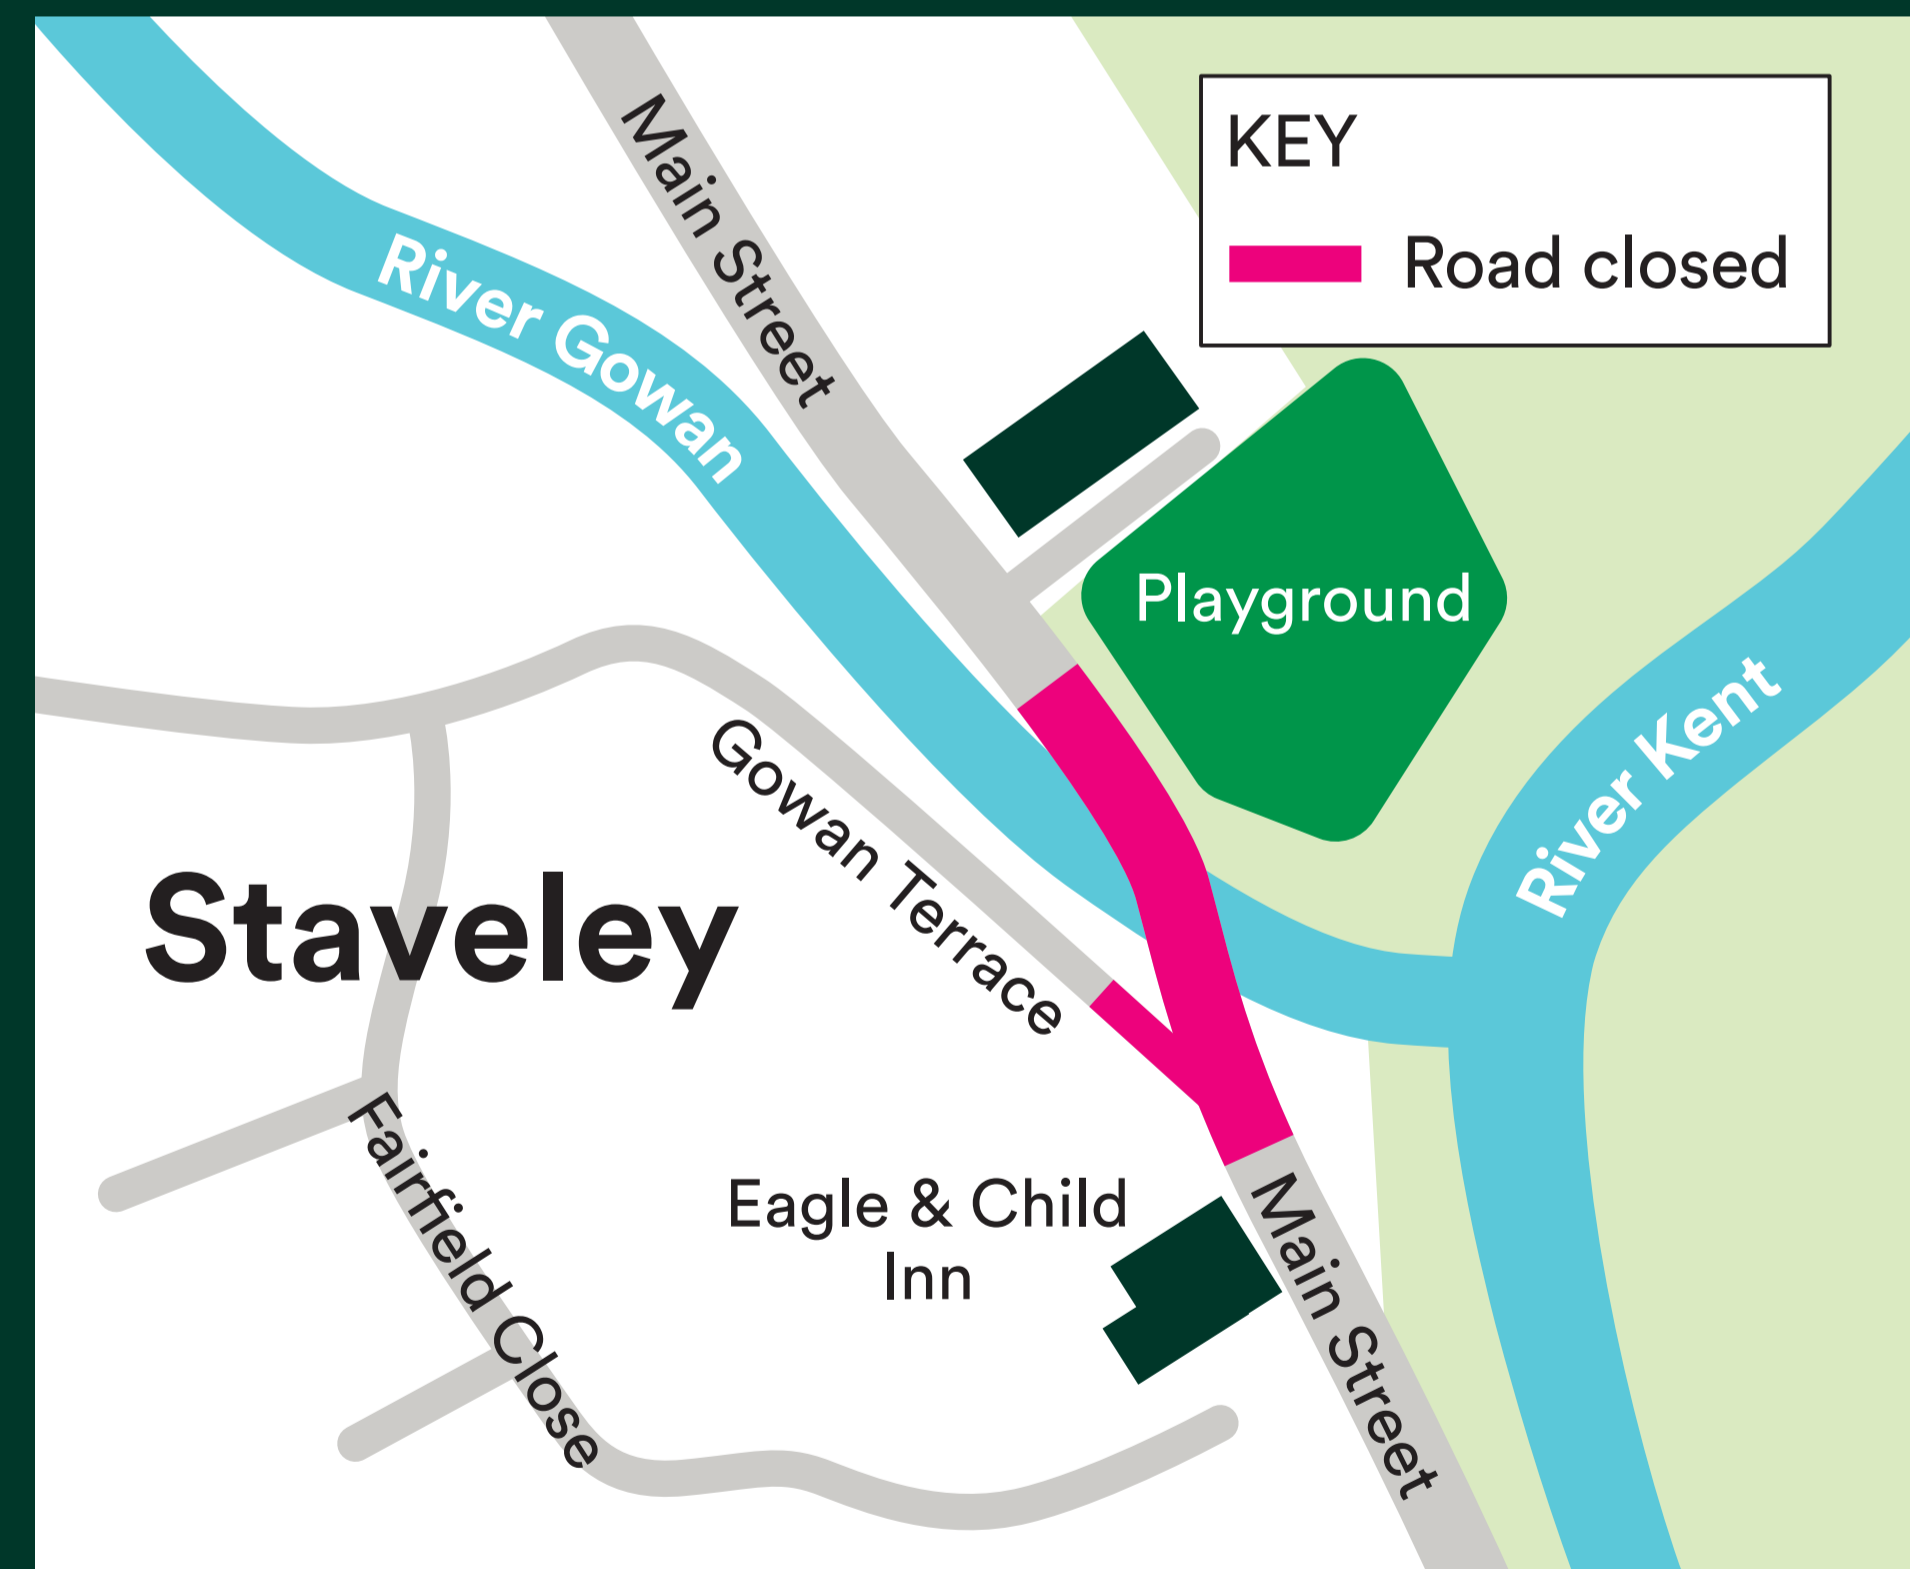 Main Street
KEY
Road closed
River Gowan
Playground
River Kent
Gowan Terrace
Staveley
Fairfield Close
Eagle & Child
Inn
Main Street